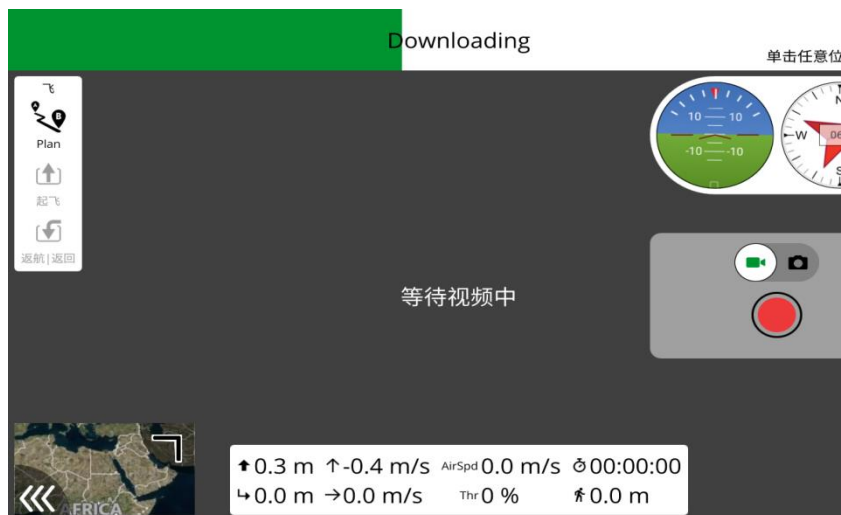 Downloading
单击任意位
飞
Plan
起飞
返航|返回
10 10
-10 -10
N
W
06
S
等待视频中
AFRICA
0.3 m -0.4 m/s AirSpd 0.0 m/s 00:00:00
0.0 m 0.0 m/s Thr 0 % 0.0 m